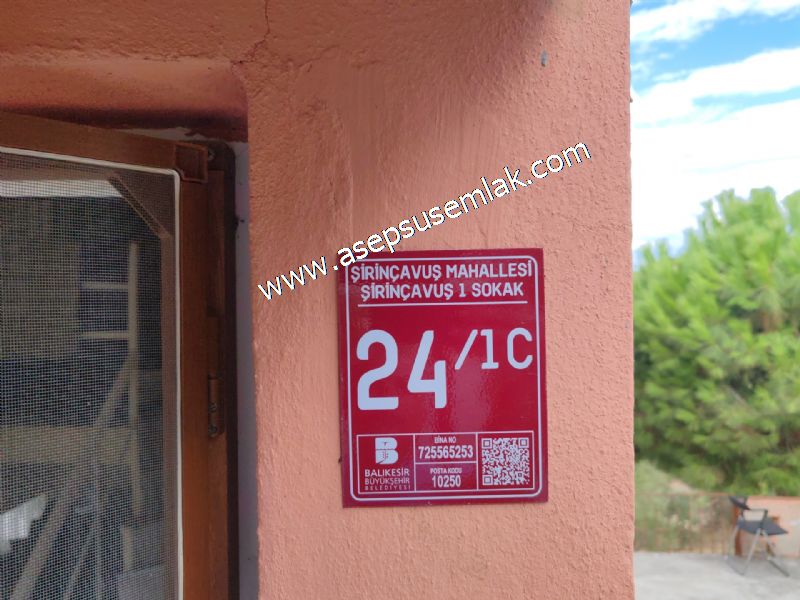 www.asepsusemlak.com
ŞİRİNÇAVUŞ MAHALLESİ
ŞİRİNÇAVUŞ 1 SOKAK
24/1C
BALIKESİR
BÜYÜKŞEHİR
BELEDİYESİ
BİNA NO
725565253
POSTA KODU
10250